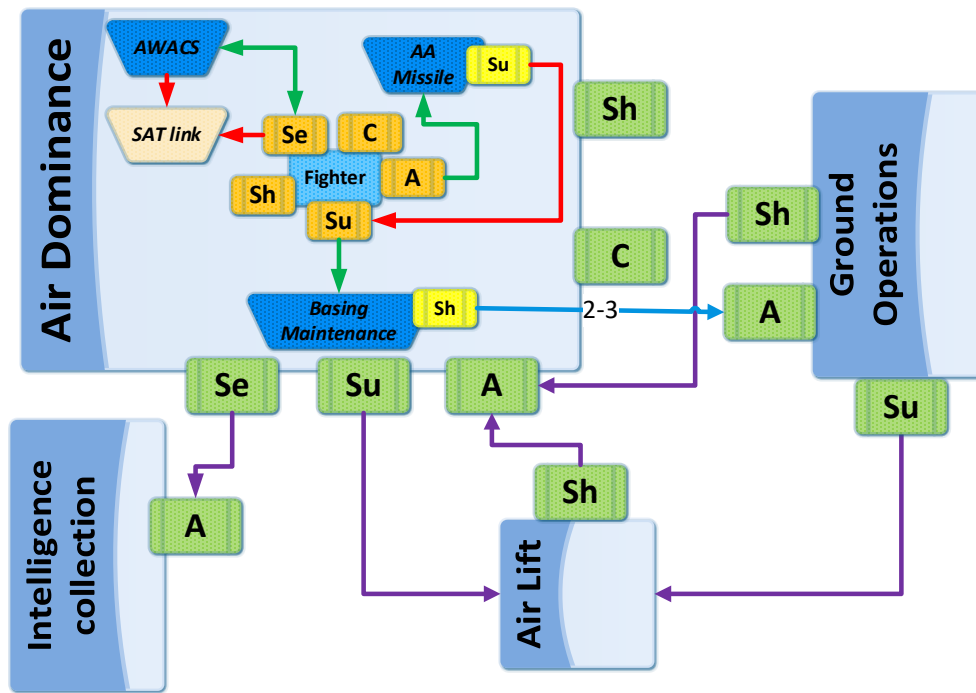 Air Dominance
AWACS
SAT link
AA
Missile
Su
Se
C
Fighter
A
Sh
Su
Basing
Maintenance
Sh
2-3
Sh
C
Se
Su
A
Ground
Operations
Sh
A
Su
Intelligence
collection
A
Sh
Air Lift